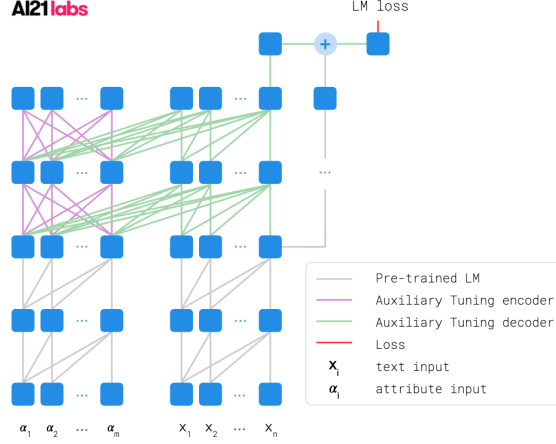 AI21labs
LM loss
+
...
...
...
...
...
...
...
...
...
...
...
Pre-trained LM
Auxiliary Tuning encoder
Auxiliary Tuning decoder
Loss
Xᵢ text input
αᵢ attribute input
α₁ α₂ ... αₘ x₁ x₂ ... xₙ